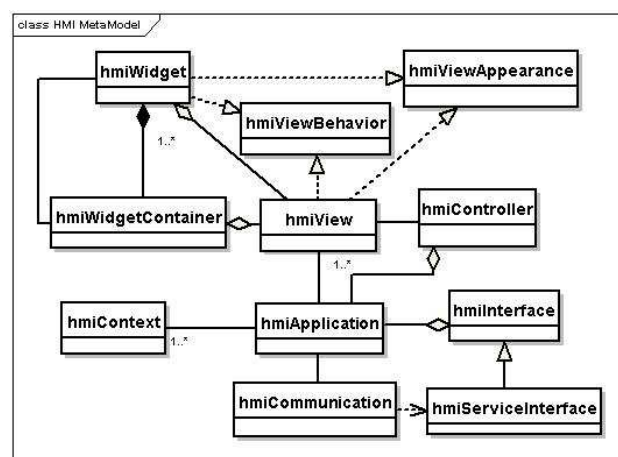 class HMI MetaModel
hmiWidget
hmiViewAppearance
hmiViewBehavior
1..*
hmiWidgetContainer
hmiView
hmiController
1..*
hmiContext
1..*
hmiApplication
hmiInterface
hmiCommunication
hmiServiceInterface